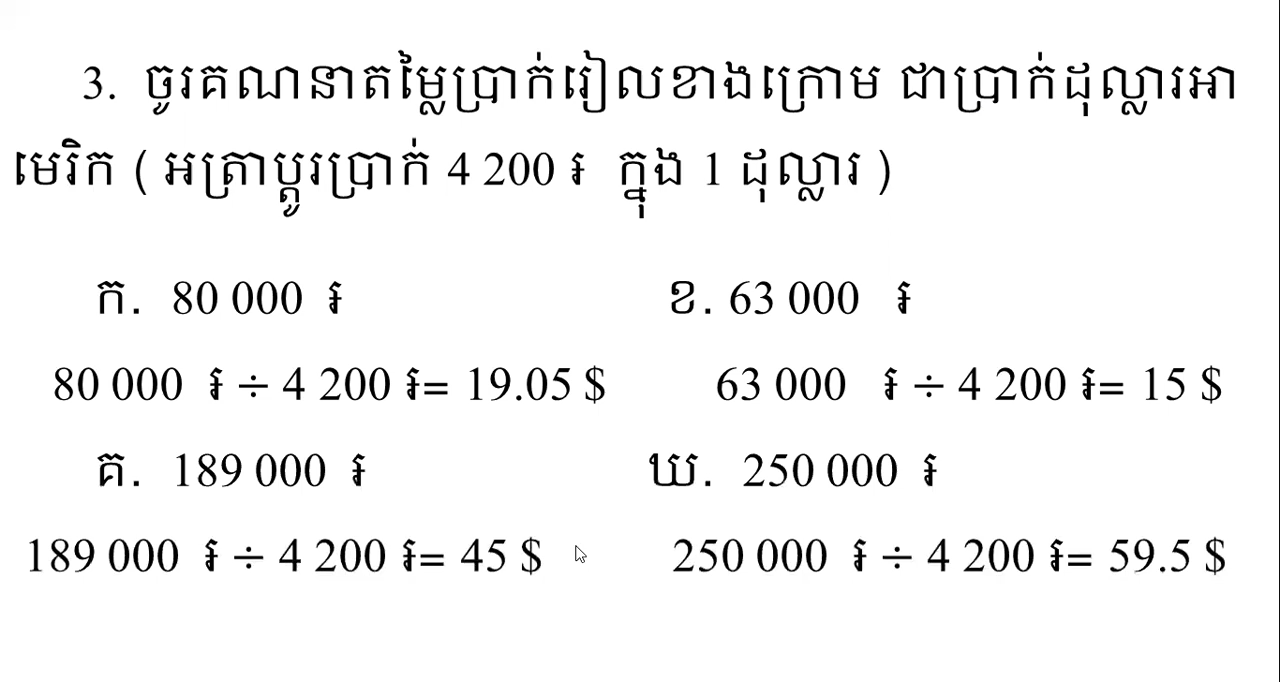 3. ចូរគណនាតម្លៃប្រាក់រៀលខាងក្រោម ជាប្រាក់ដុល្លារអា
មេរិក ( អត្រាប្តូរប្រាក់ 4 200 ៛ ក្នុង 1 ដុល្លារ )
ក. 80 000 ៛ ខ. 63 000 ៛
80 000 ៛ ÷ 4 200 ៛= 19.05 $ 63 000 ៛ ÷ 4 200 ៛= 15 $
គ. 189 000 ៛ ឃ. 250 000 ៛
189 000 ៛ ÷ 4 200 ៛= 45 $ 250 000 ៛ ÷ 4 200 ៛= 59.5 $